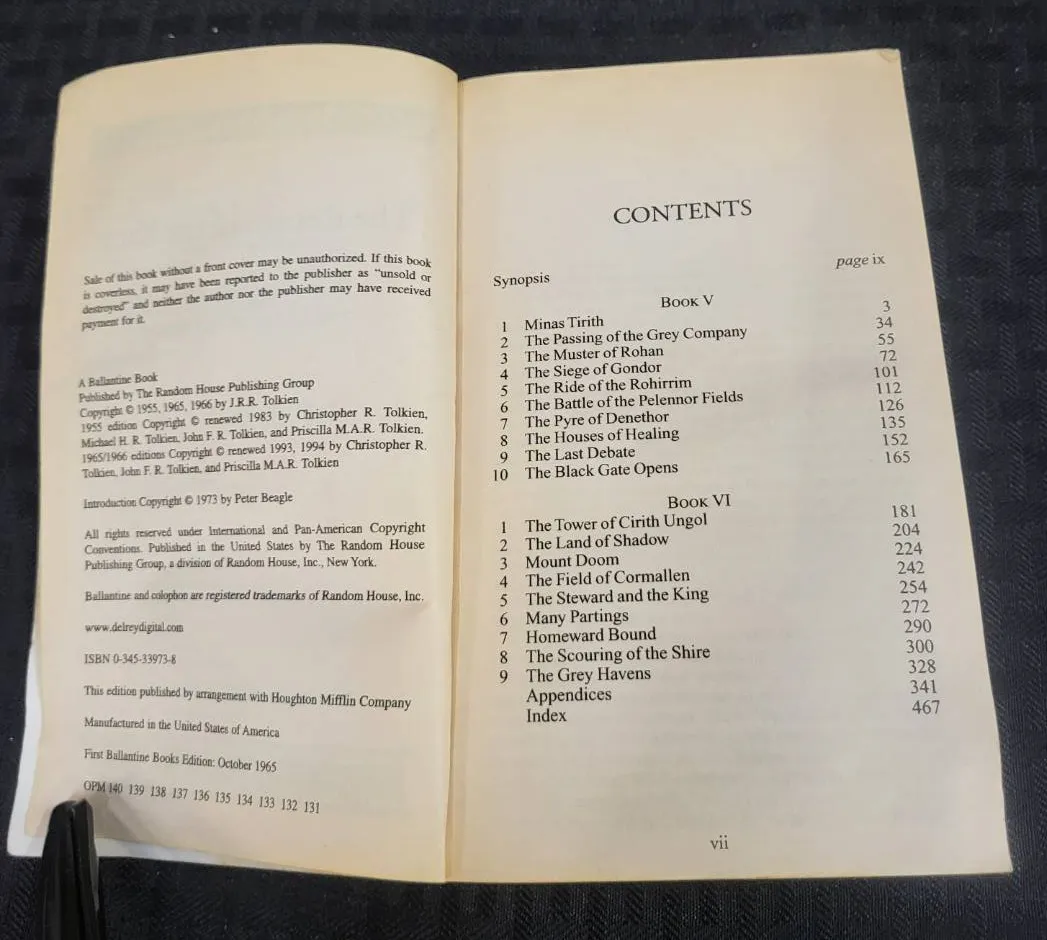 Sale of this book without a front cover may be unauthorized. If this book
is coverless, it may have been reported to the publisher as "unsold or
destroyed" and neither the author nor the publisher may have received
payment for it.
A Ballantine Book
Published by The Random House Publishing Group
Copyright © 1955, 1965, 1966 by J.R.R. Tolkien
1955 edition Copyright © renewed 1983 by Christopher R. Tolkien,
Michael H. R. Tolkien, John F. R. Tolkien, and Priscilla M.A.R. Tolkien.
1965/1966 editions Copyright © renewed 1993, 1994 by Christopher R.
Tolkien, John F. R. Tolkien, and Priscilla M.A.R. Tolkien
Introduction Copyright © 1973 by Peter Beagle
All rights reserved under International and Pan-American Copyright
Conventions. Published in the United States by The Random House
Publishing Group, a division of Random House, Inc., New York.
Ballantine and colophon are registered trademarks of Random House, Inc.
www.delreydigital.com
ISBN 0-345-33973-8
This edition published by arrangement with Houghton Mifflin Company
Manufactured in the United States of America
First Ballantine Books Edition: October 1965
OPM 140 139 138 137 136 135 134 133 132 131
CONTENTS
Synopsis page ix
BOOK V
1 Minas Tirith 3
2 The Passing of the Grey Company 34
3 The Muster of Rohan 55
4 The Siege of Gondor 72
5 The Ride of the Rohirrim 101
6 The Battle of the Pelennor Fields 112
7 The Pyre of Denethor 126
8 The Houses of Healing 135
9 The Last Debate 152
10 The Black Gate Opens 165
BOOK VI
1 The Tower of Cirith Ungol 181
2 The Land of Shadow 204
3 Mount Doom 224
4 The Field of Cormallen 242
5 The Steward and the King 254
6 Many Partings 272
7 Homeward Bound 290
8 The Scouring of the Shire 300
9 The Grey Havens 328
Appendices 341
Index 467
vii